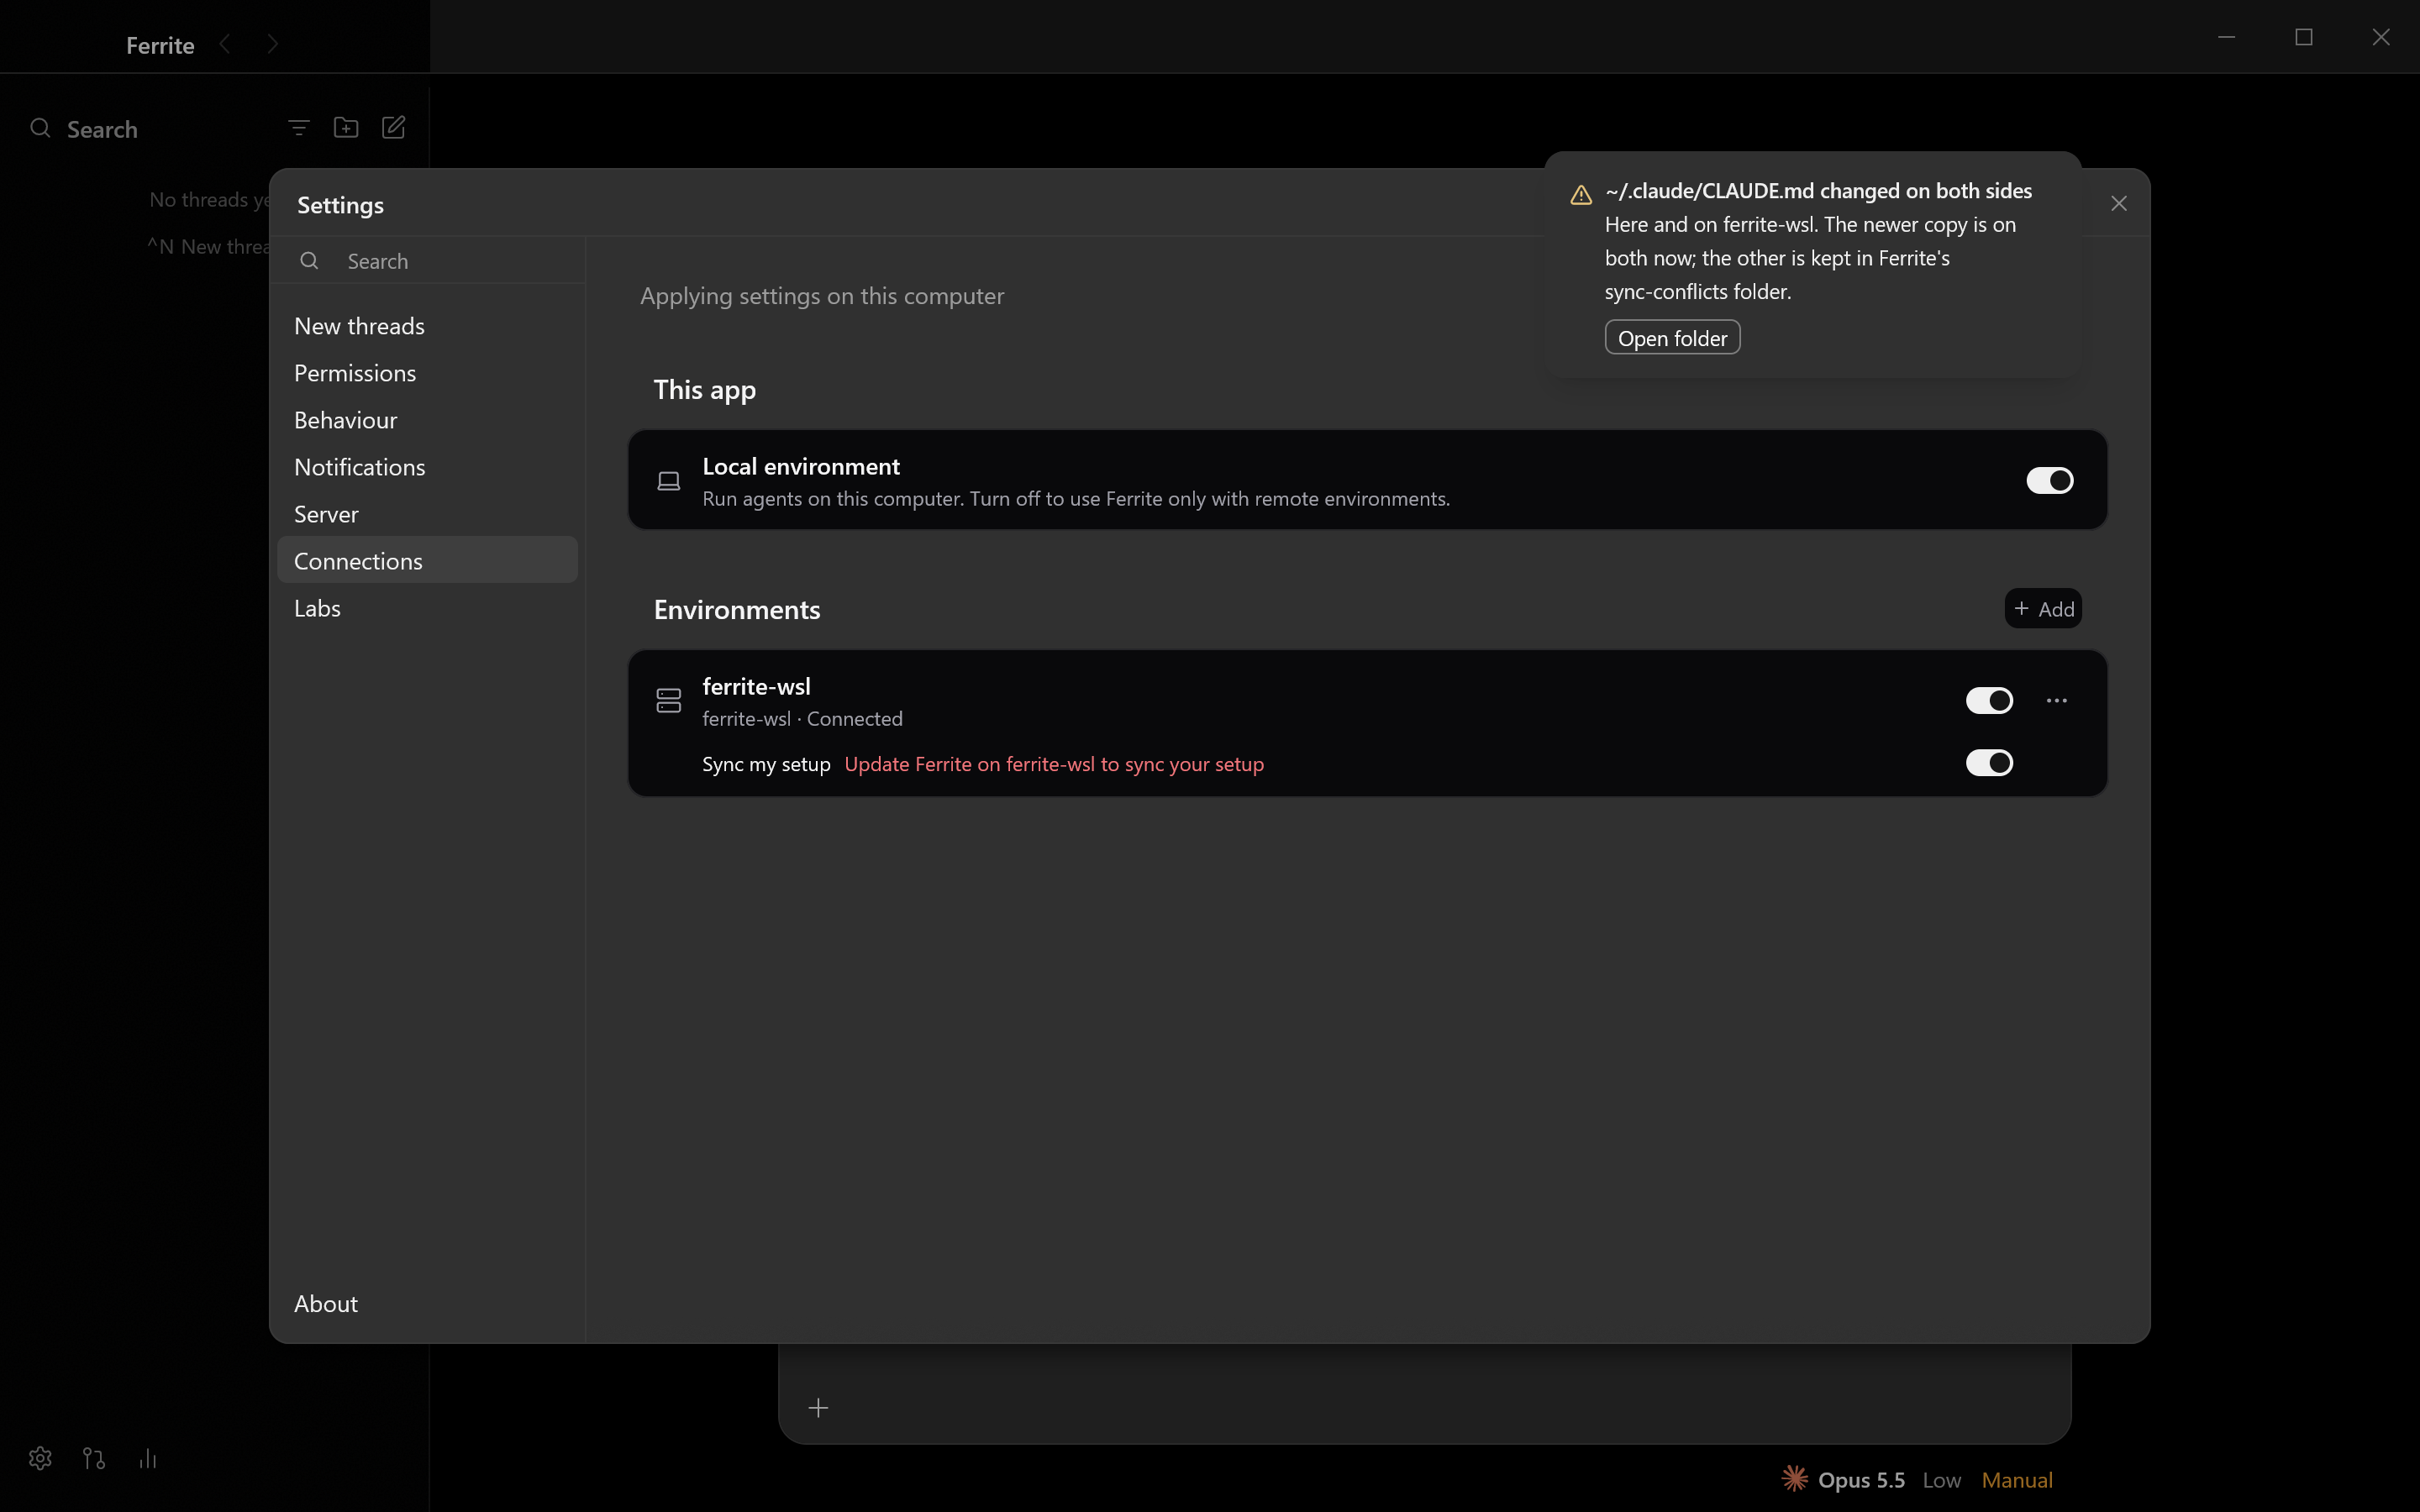 Ferrite
Search
No threads ye
^N New threa
Settings
Search
New threads
Permissions
Behaviour
Notifications
Server
Connections
Labs
About
Applying settings on this computer
~/.claude/CLAUDE.md changed on both sides
Here and on ferrite-wsl. The newer copy is on
both now; the other is kept in Ferrite's
sync-conflicts folder.
Open folder
This app
Local environment
Run agents on this computer. Turn off to use Ferrite only with remote environments.
Environments
+ Add
ferrite-wsl
ferrite-wsl · Connected
Sync my setup Update Ferrite on ferrite-wsl to sync your setup
Opus 5.5 Low Manual